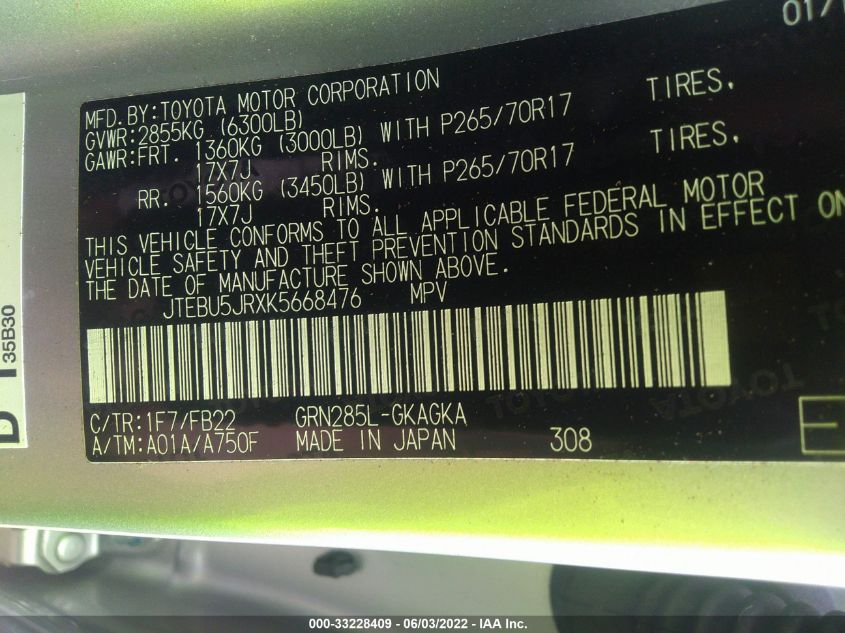 01/1
MFD.BY:TOYOTA MOTOR CORPORATION
GVWR:2855KG (6300LB)
GAWR:FRT. 1360KG (3000LB) WITH P265/70R17 TIRES.
17X7J RIMS.
RR. 1560KG (3450LB) WITH P265/70R17 TIRES.
17X7J RIMS.
THIS VEHICLE CONFORMS TO ALL APPLICABLE FEDERAL MOTOR
VEHICLE SAFETY AND THEFT PREVENTION STANDARDS IN EFFECT ON
THE DATE OF MANUFACTURE SHOWN ABOVE.
JTEBU5JRXK5668476 MPV
C/TR:1F7/FB22 GRN285L-GKAGKA
A/TM:A01A/A750F MADE IN JAPAN 308
35B30
000-33228409 - 06/03/2022 - IAA Inc.